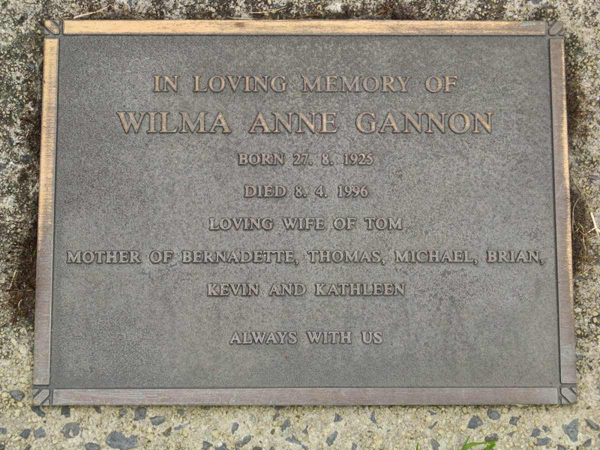 IN LOVING MEMORY OF
WILMA ANNE GANNON
BORN 27. 8. 1925
DIED 8. 4. 1996
LOVING WIFE OF TOM
MOTHER OF BERNADETTE, THOMAS, MICHAEL, BRIAN,
KEVIN AND KATHLEEN
ALWAYS WITH US